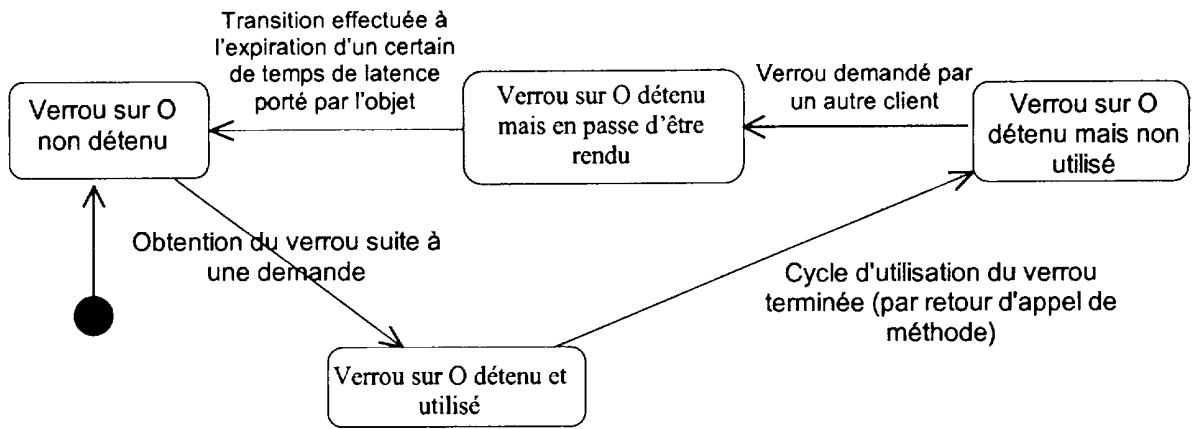 Transition effectuée à
l'expiration d'un certain
de temps de latence
porté par l'objet
Verrou sur O
non détenu
Verrou sur O détenu
mais en passe d'être
rendu
Verrou demandé par
un autre client
Verrou sur O
détenu mais non
utilisé
Obtention du verrou suite à
une demande
Cycle d'utilisation du verrou
terminée (par retour d'appel de
méthode)
Verrou sur O détenu et
utilisé